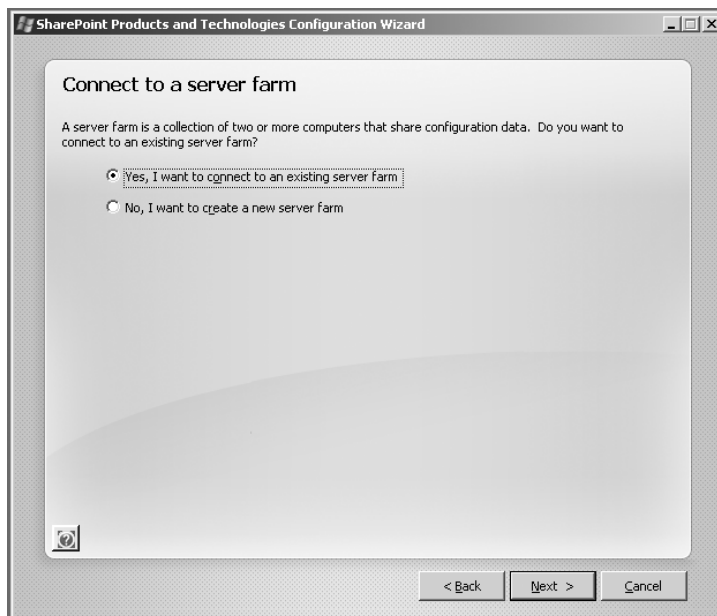 SharePoint Products and Technologies Configuration Wizard
Connect to a server farm
A server farm is a collection of two or more computers that share configuration data. Do you want to
connect to an existing server farm?
Yes, I want to connect to an existing server farm
No, I want to create a new server farm
< Back
Next >
Cancel